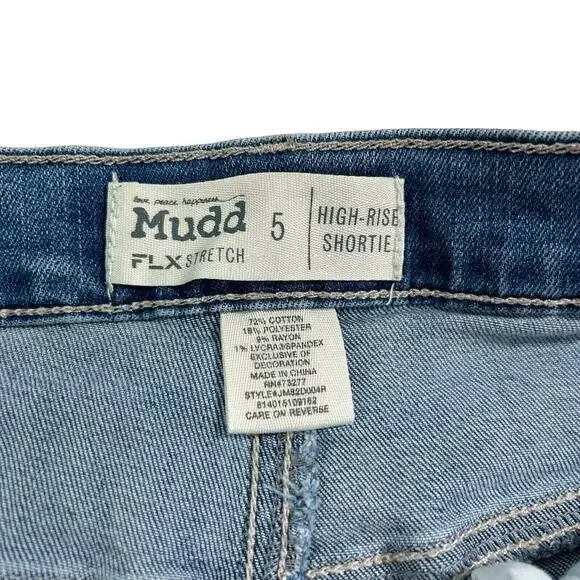 love. peace. happiness.
Mudd
FLX STRETCH
5
HIGH-RISE
SHORTIE
72% COTTON
18% POLYESTER
9% RAYON
1% LYCRA®SPANDEX
EXCLUSIVE OF
DECORATION
MADE IN CHINA
RN#73277
STYLE#JM82D004R
614015109162
CARE ON REVERSE